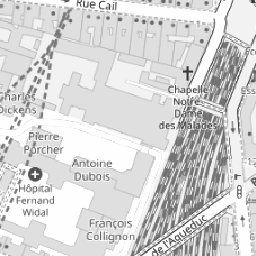 Rue Cail
Chapelle
Notre
Dame
des Malades
Charles
Dickens
Pierre
Porcher
Antoine
Dubois
Hôpital
Fernand
Widal
François
Collignon
de l'Aqueduc